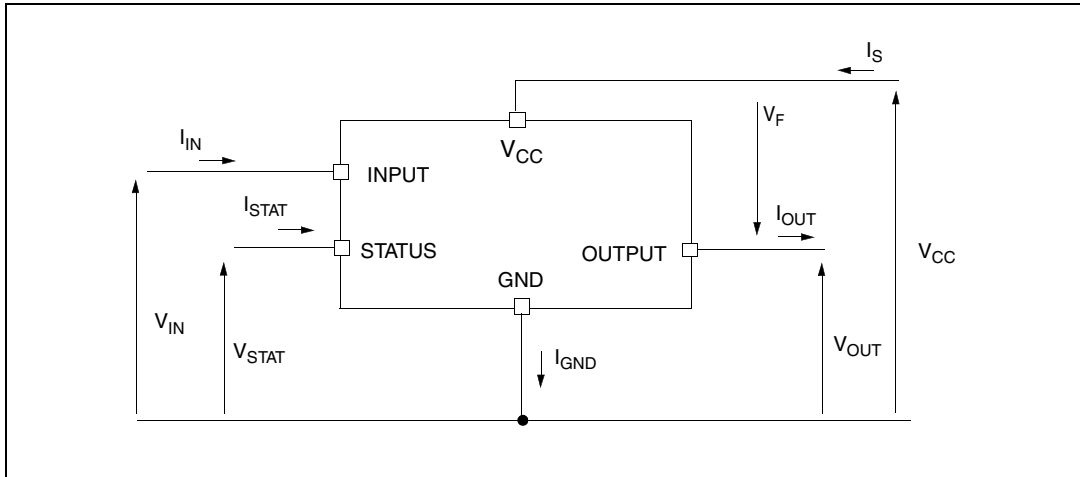 I_S
V_F
V_CC
I_IN
INPUT
I_STAT
I_OUT
STATUS
OUTPUT
V_CC
GND
V_IN
V_STAT
V_OUT
I_GND